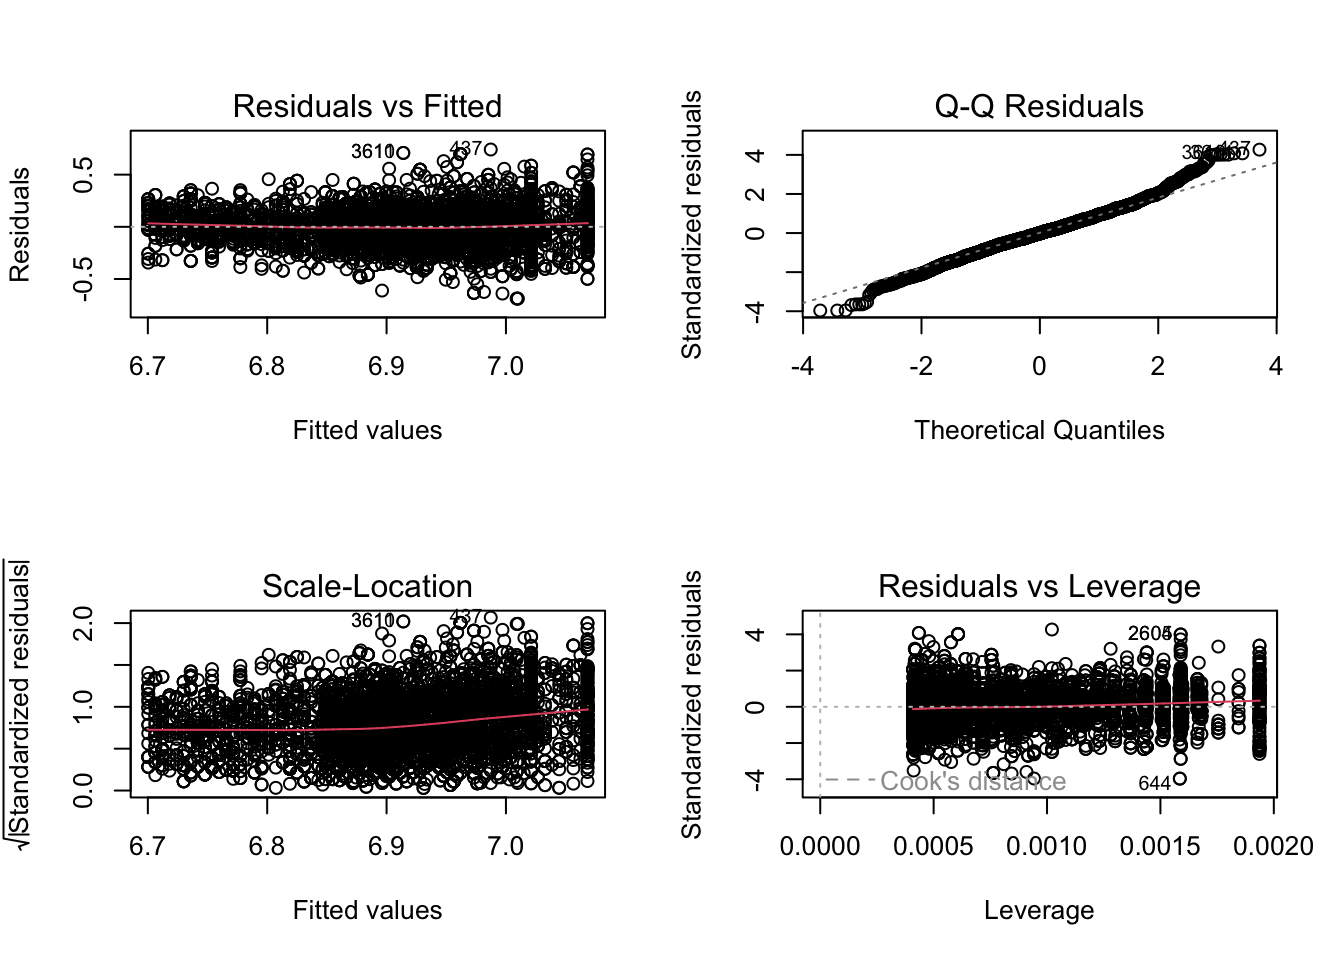 Residuals vs Fitted
Residuals
0.5
-0.5
3611
437
6.7 6.8 6.9 7.0
Fitted values
Q-Q Residuals
Standardized residuals
4
2
0
-4
437
-4 -2 0 2 4
Theoretical Quantiles
Scale-Location
√|Standardized residuals|
2.0
1.0
0.0
437
6.7 6.8 6.9 7.0
Fitted values
Residuals vs Leverage
Standardized residuals
4
0
-4
644
Cook's distance
0.0000 0.0005 0.0010 0.0015 0.0020
Leverage